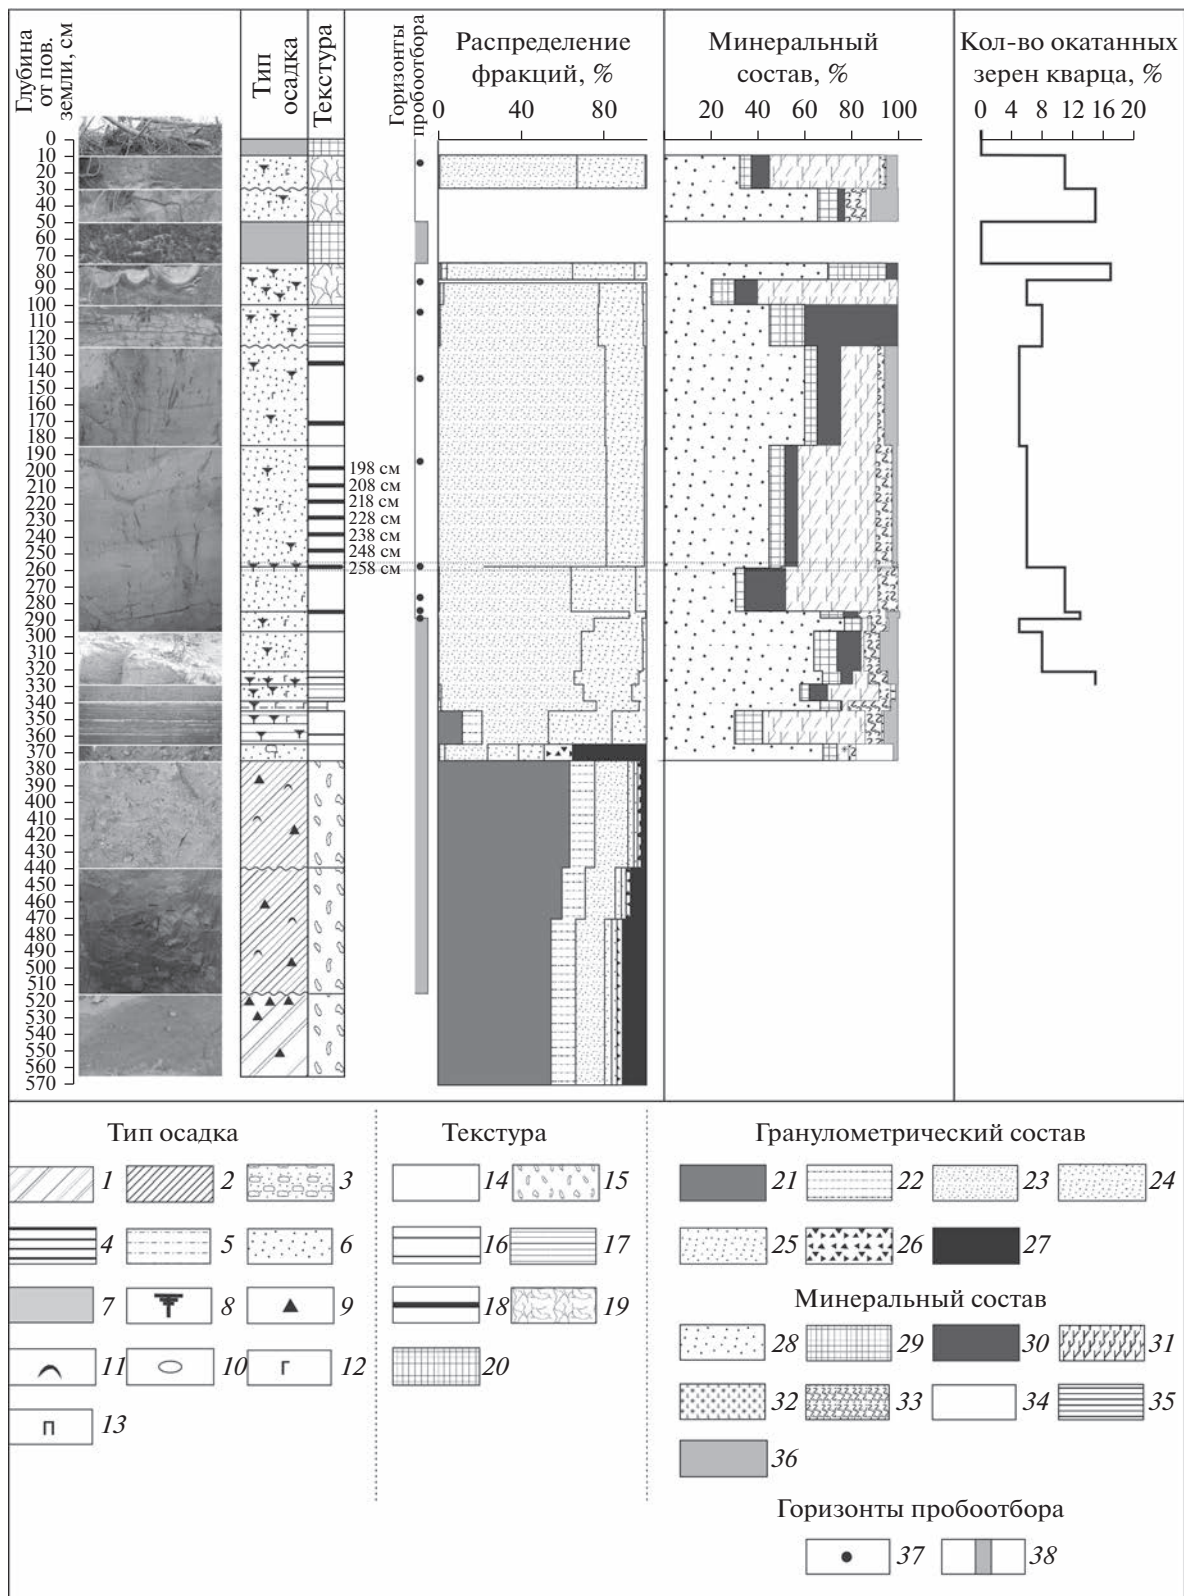 Глубина
от пов.
земли, см
Тип
осадка
Текстура
Горизонты
пробоотбора
Распределение
фракций, %
Минеральный
состав, %
Кол-во окатанных
зерен кварца, %
0 40 80
20 40 60 80 100
0 4 8 12 16 20
0
10
20
30
40
50
60
70
80
90
100
110
120
130
140
150
160
170
180
190
200
210
220
230
240
250
260
270
280
290
300
310
320
330
340
350
360
370
380
390
400
410
420
430
440
450
460
470
480
490
500
510
520
530
540
550
560
570
198 см
208 см
218 см
228 см
238 см
248 см
258 см
Тип осадка
1 2 3
4 5 6
7 8 9
11 10 г 12
п 13
Текстура
14 15
16 17
18 19
20
Гранулометрический состав
21 22 23 24
25 26 27
Минеральный состав
28 29 30 31
32 33 34 35
36
Горизонты пробоотбора
37 38